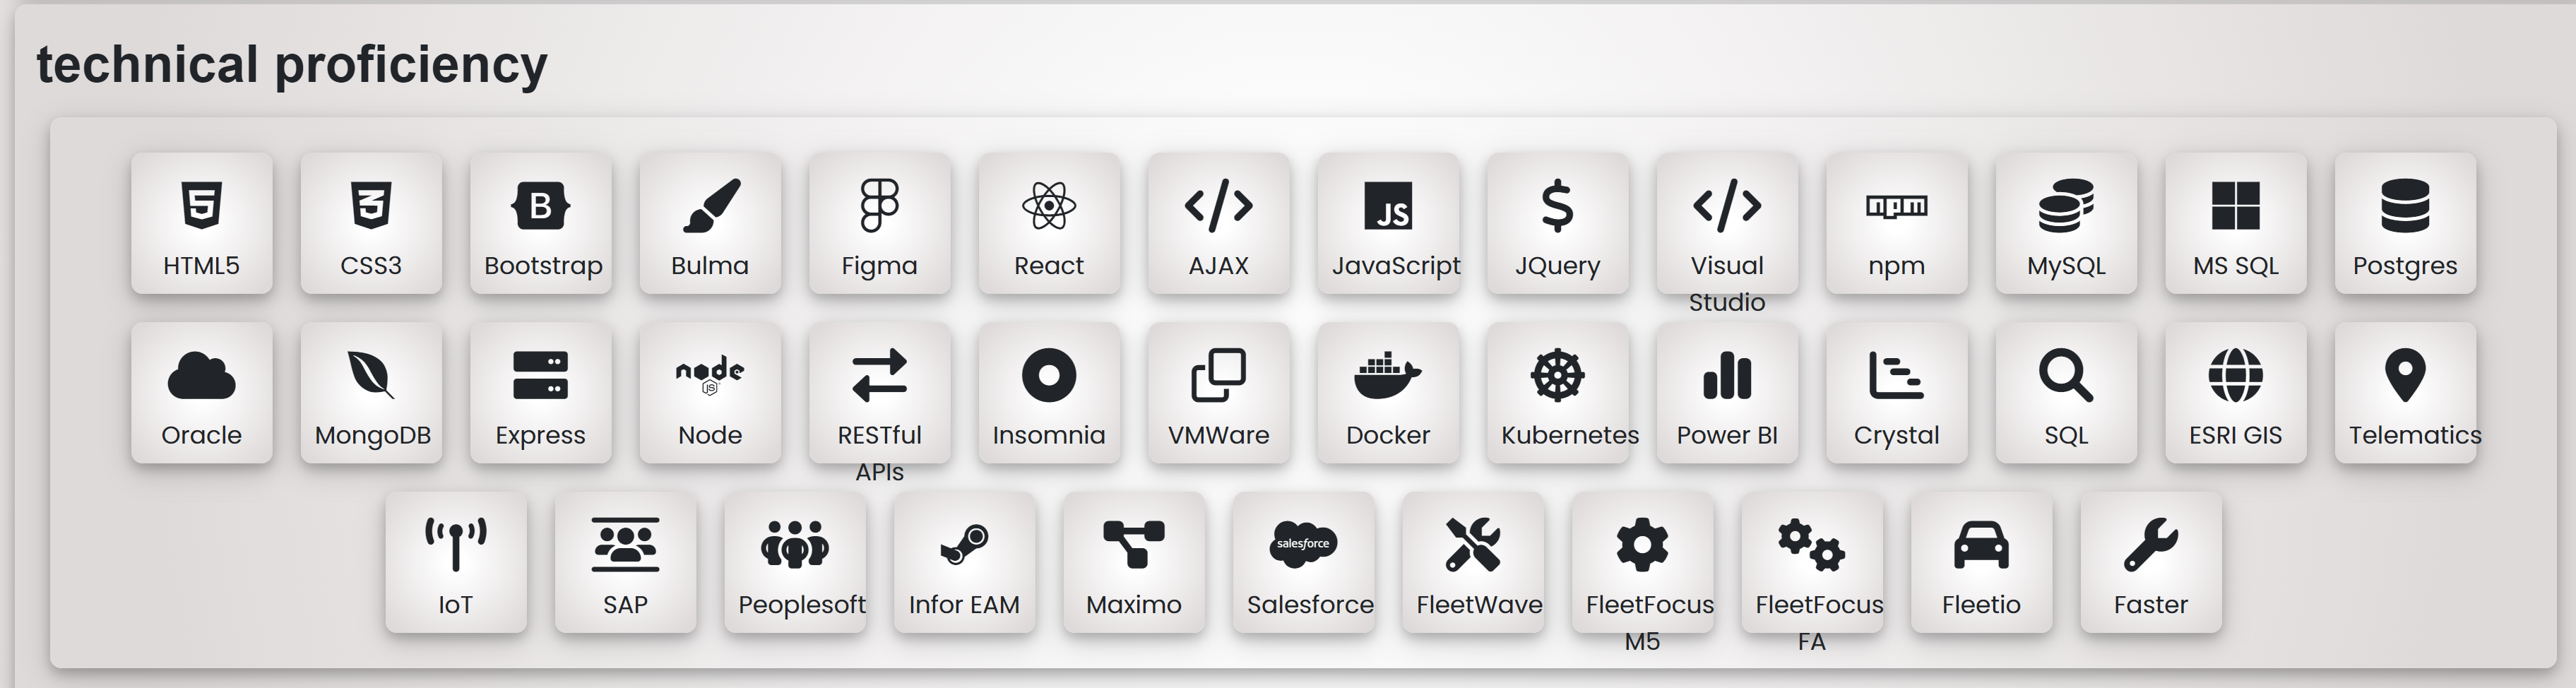 technical proficiency
HTML5
CSS3
B
Bootstrap
Bulma
Figma
React
AJAX
JS
JavaScript
JQuery
Visual
Studio
npm
npm
MySQL
MS SQL
Postgres
Oracle
MongoDB
Express
node
JS
Node
RESTful
APIs
Insomnia
VMWare
Docker
Kubernetes
Power BI
Crystal
SQL
ESRI GIS
Telematics
IoT
SAP
Peoplesoft
Infor EAM
Maximo
salesforce
Salesforce
FleetWave
FleetFocus
M5
FleetFocus
FA
Fleetio
Faster